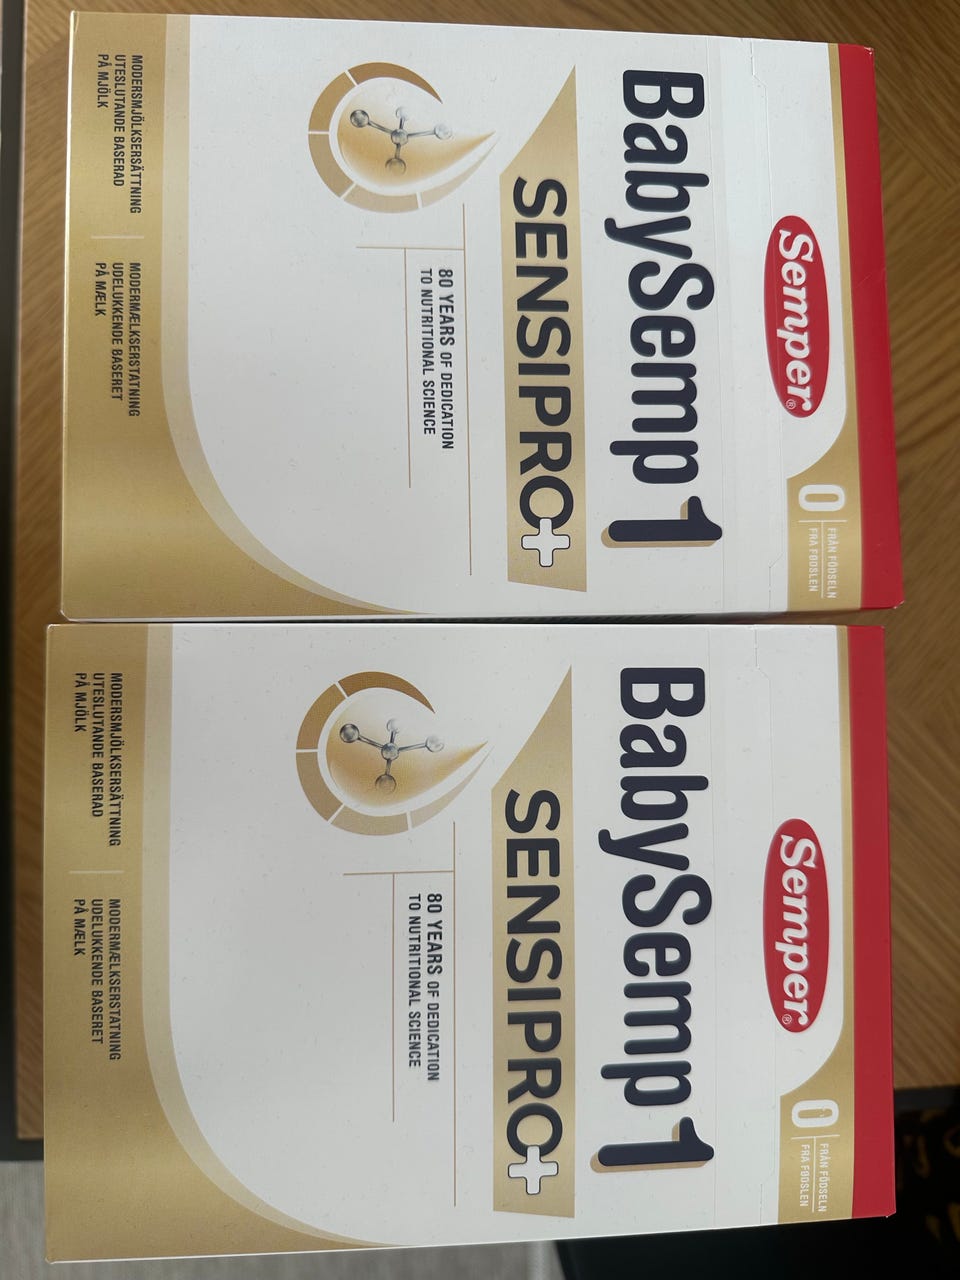 Semper®
0
FRÅN FÖDSELN
FRA FØDSLEN
BabySemp 1
SENSIPRO+
80 YEARS OF DEDICATION
TO NUTRITIONAL SCIENCE
MODERSMJÖLKSERSÄTTNING
UTESLUTANDE BASERAD
PÅ MJÖLK
MODERMÆLKSERSTATNING
UDELUKKENDE BASERET
PÅ MÆLK
Semper®
0
FRÅN FÖDSELN
FRA FØDSLEN
BabySemp 1
SENSIPRO+
80 YEARS OF DEDICATION
TO NUTRITIONAL SCIENCE
MODERSMJÖLKSERSÄTTNING
UTESLUTANDE BASERAD
PÅ MJÖLK
MODERMÆLKSERSTATNING
UDELUKKENDE BASERET
PÅ MÆLK